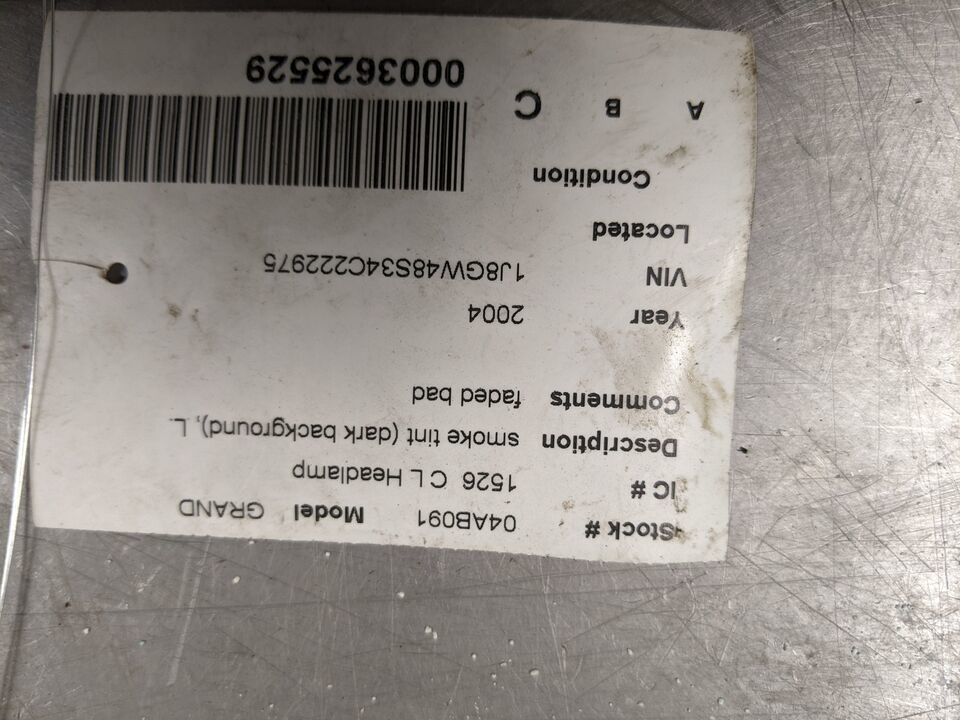 Stock # 04AB091 Model GRAND
IC # 1526 C L Headlamp
Description smoke tint (dark background), L
Comments faded bad
Year 2004
VIN 1J8GW48S34C222975
Located
Condition
A B C
0003625529